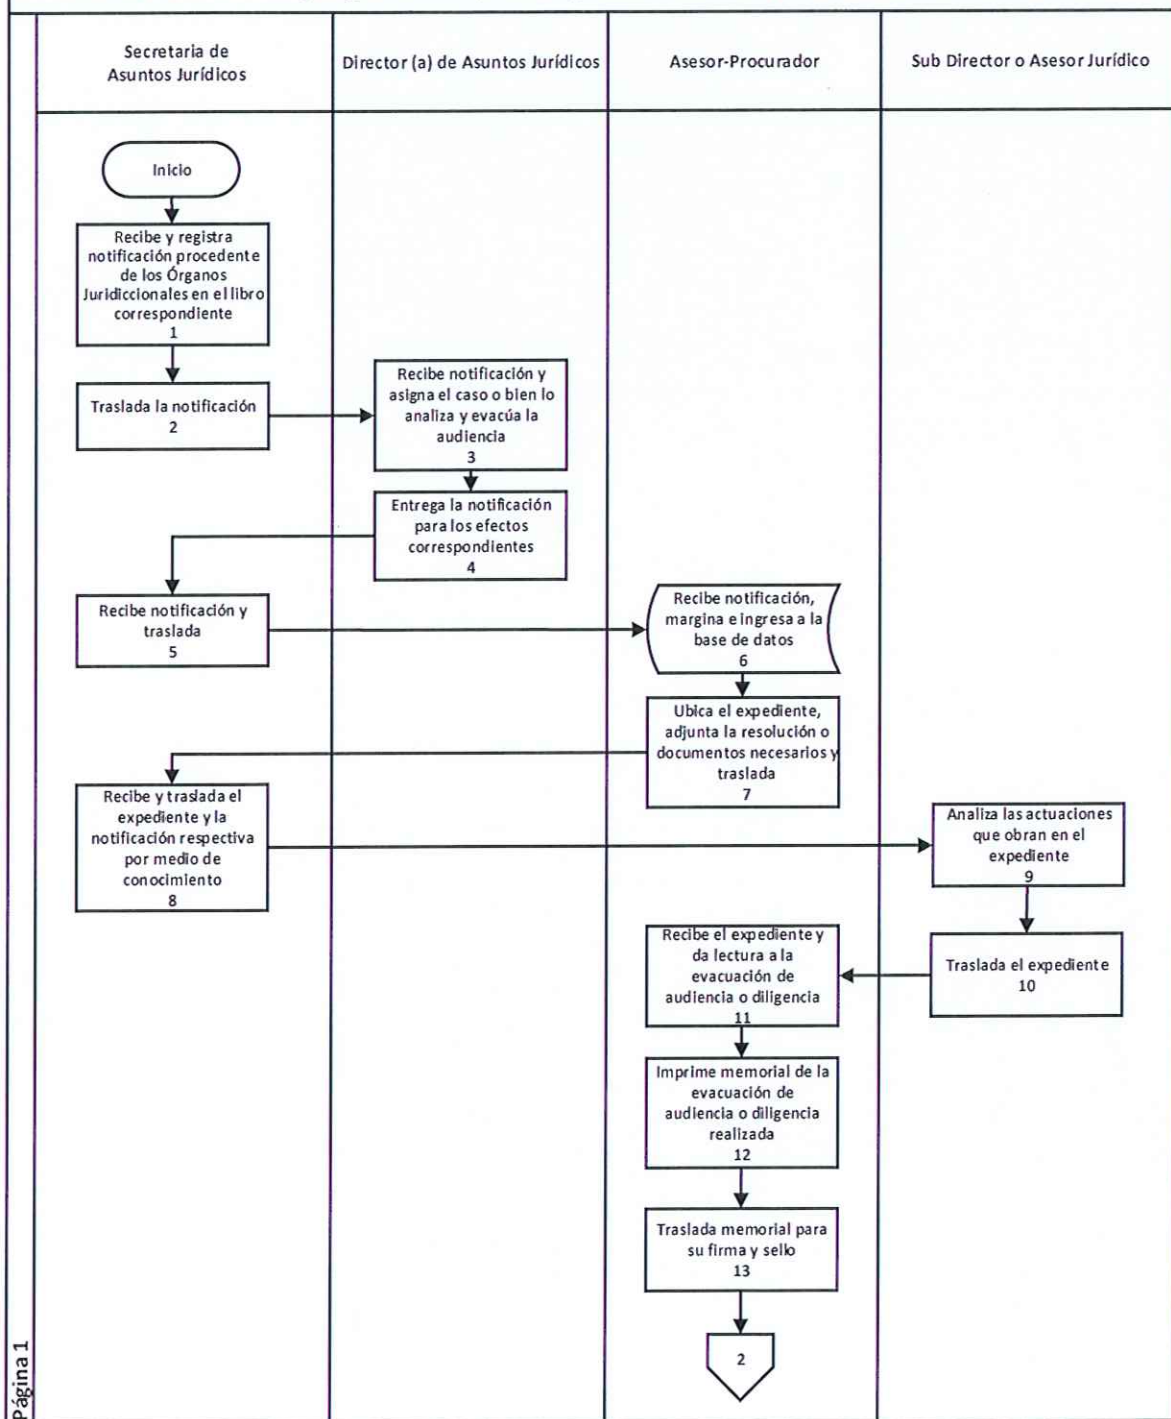 Secretaria de
Asuntos Jurídicos
Director (a) de Asuntos Jurídicos
Asesor-Procurador
Sub Director o Asesor Jurídico
Inicio
Recibe y registra
notificación procedente
de los Órganos
Juridiccionales en el libro
correspondiente
1
Traslada la notificación
2
Recibe notificación y
asigna el caso o bien lo
analiza y evacúa la
audiencia
3
Entrega la notificación
para los efectos
correspondientes
4
Recibe notificación y
traslada
5
Recibe notificación,
margina e ingresa a la
base de datos
6
Ubica el expediente,
adjunta la resolución o
documentos necesarios y
traslada
7
Recibe y traslada el
expediente y la
notificación respectiva
por medio de
conocimiento
8
Analiza las actuaciones
que obran en el
expediente
9
Traslada el expediente
10
Recibe el expediente y
da lectura a la
evacuación de
audiencia o diligencia
11
Imprime memorial de la
evacuación de
audiencia o diligencia
realizada
12
Traslada memorial para
su firma y sello
13
2
Página 1